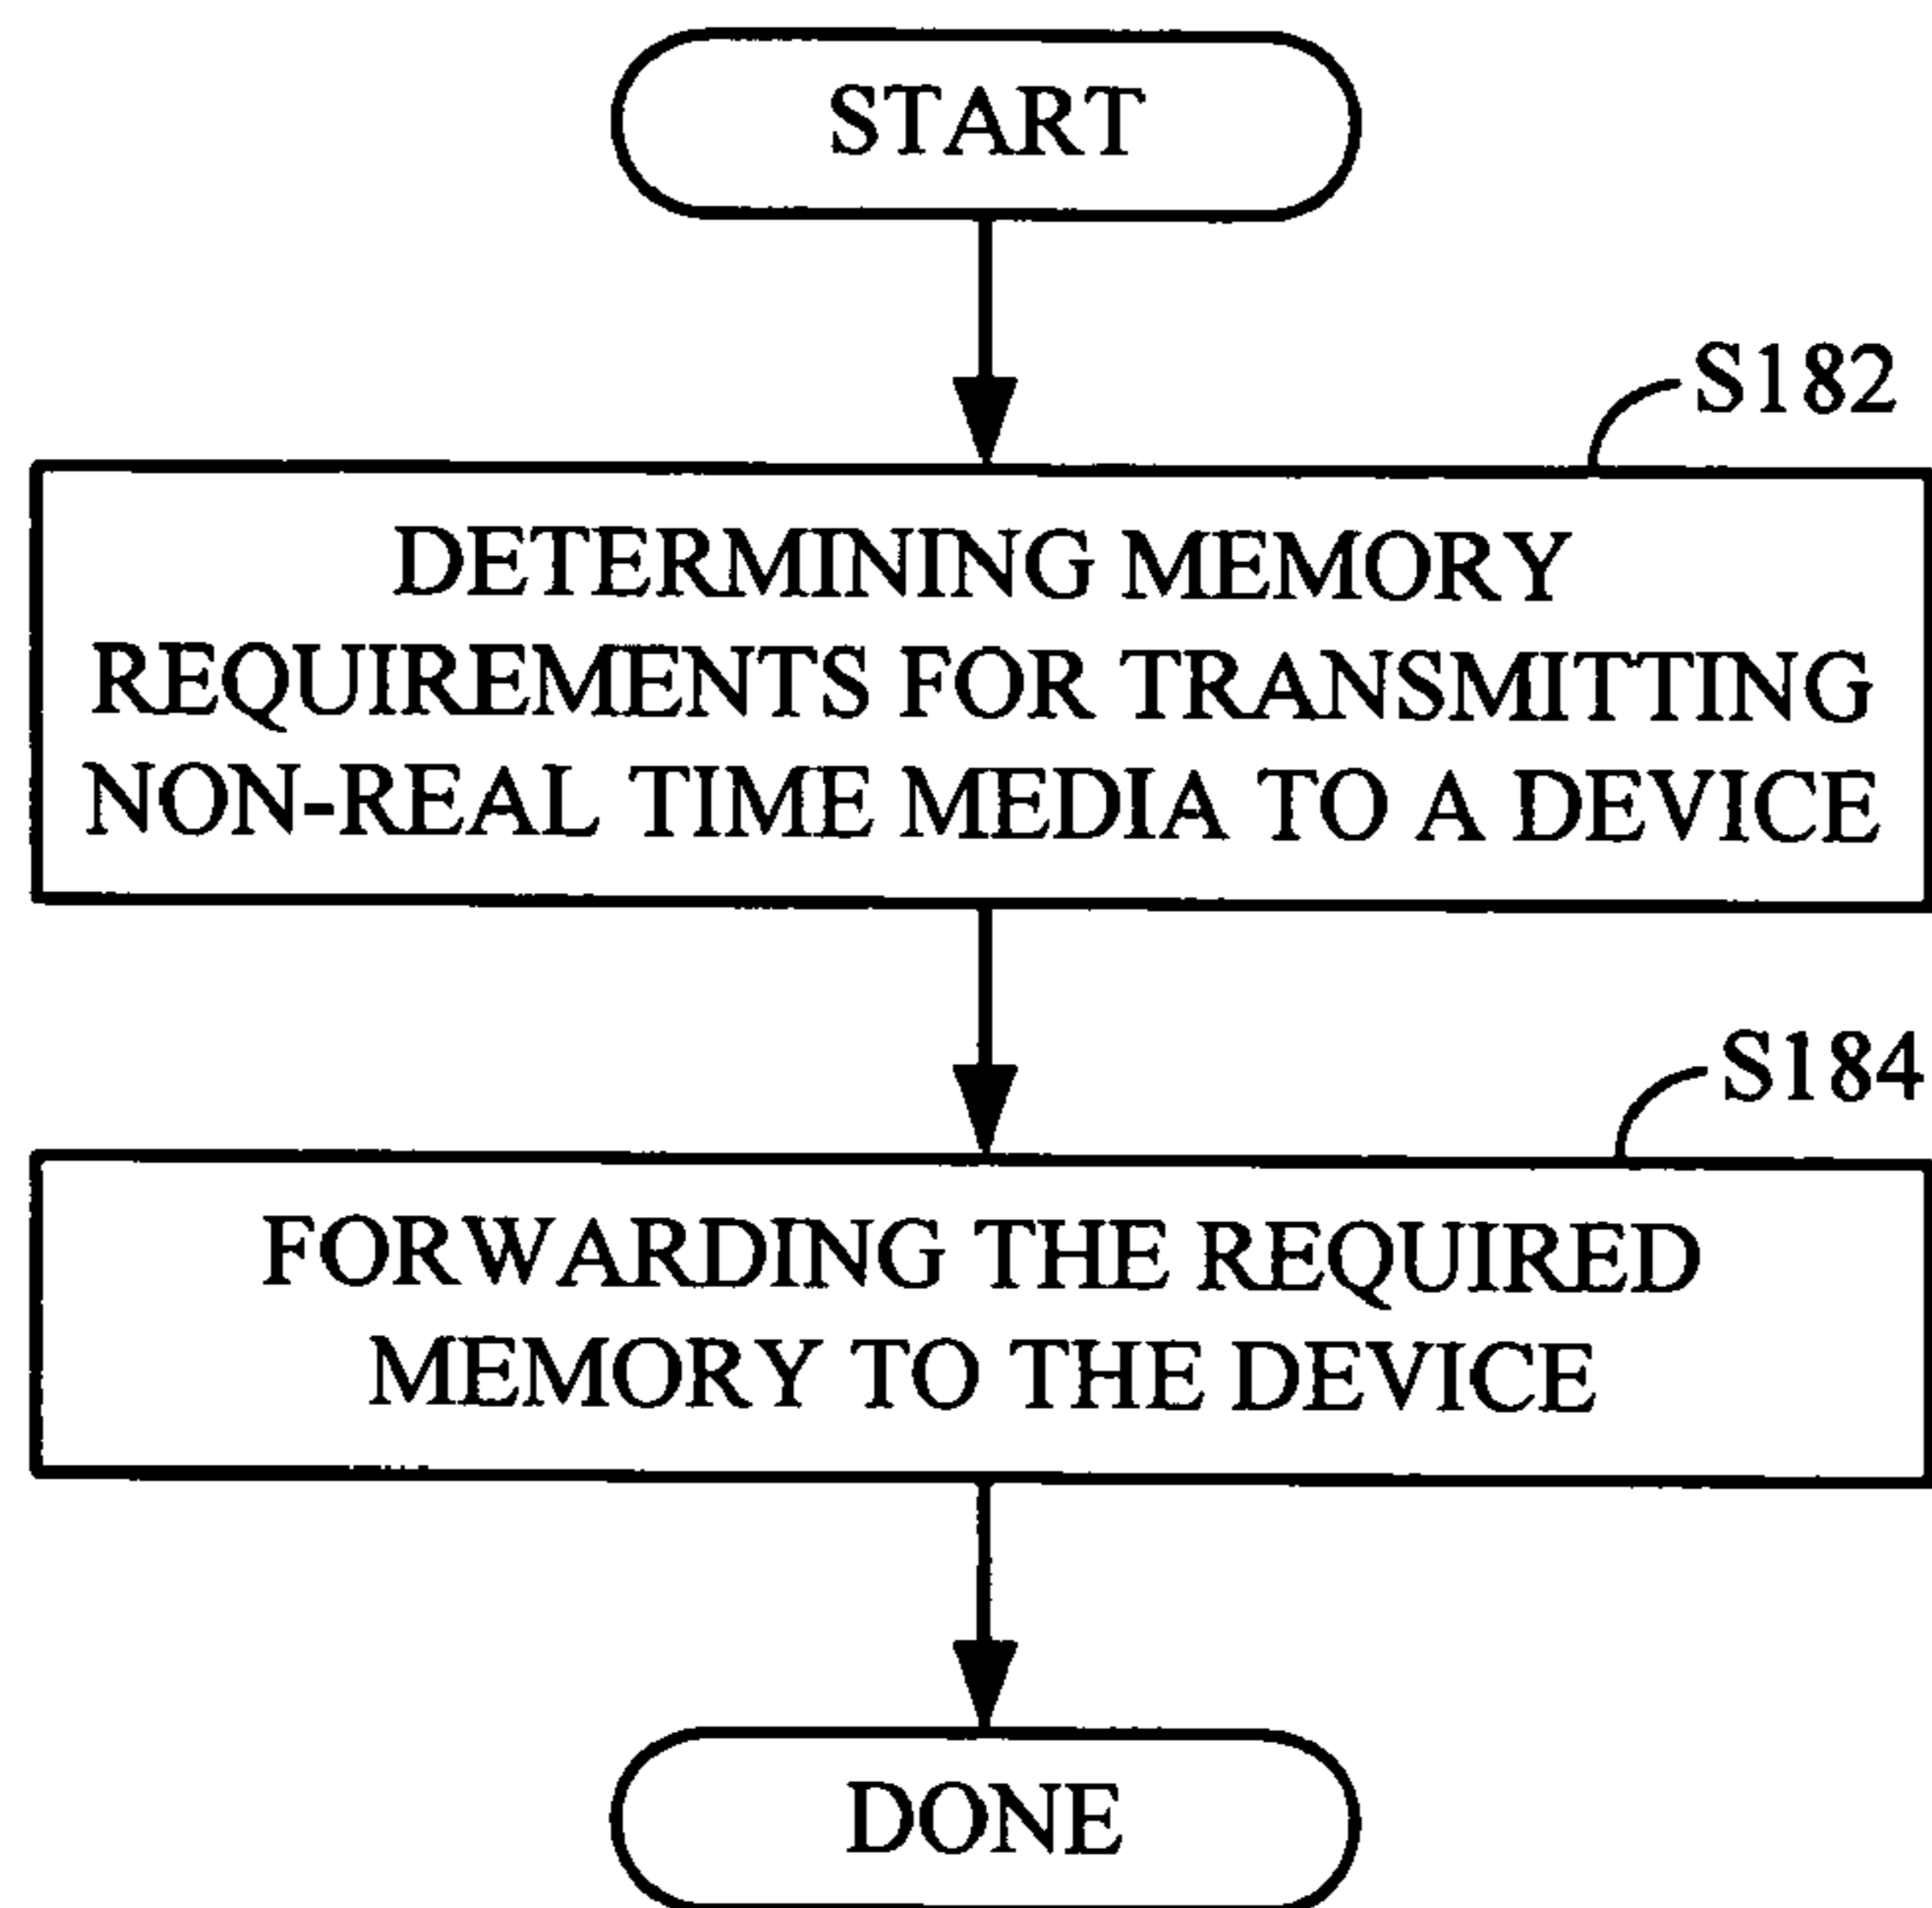 START
S182
DETERMINING MEMORY
REQUIREMENTS FOR TRANSMITTING
NON-REAL TIME MEDIA TO A DEVICE
S184
FORWARDING THE REQUIRED
MEMORY TO THE DEVICE
DONE